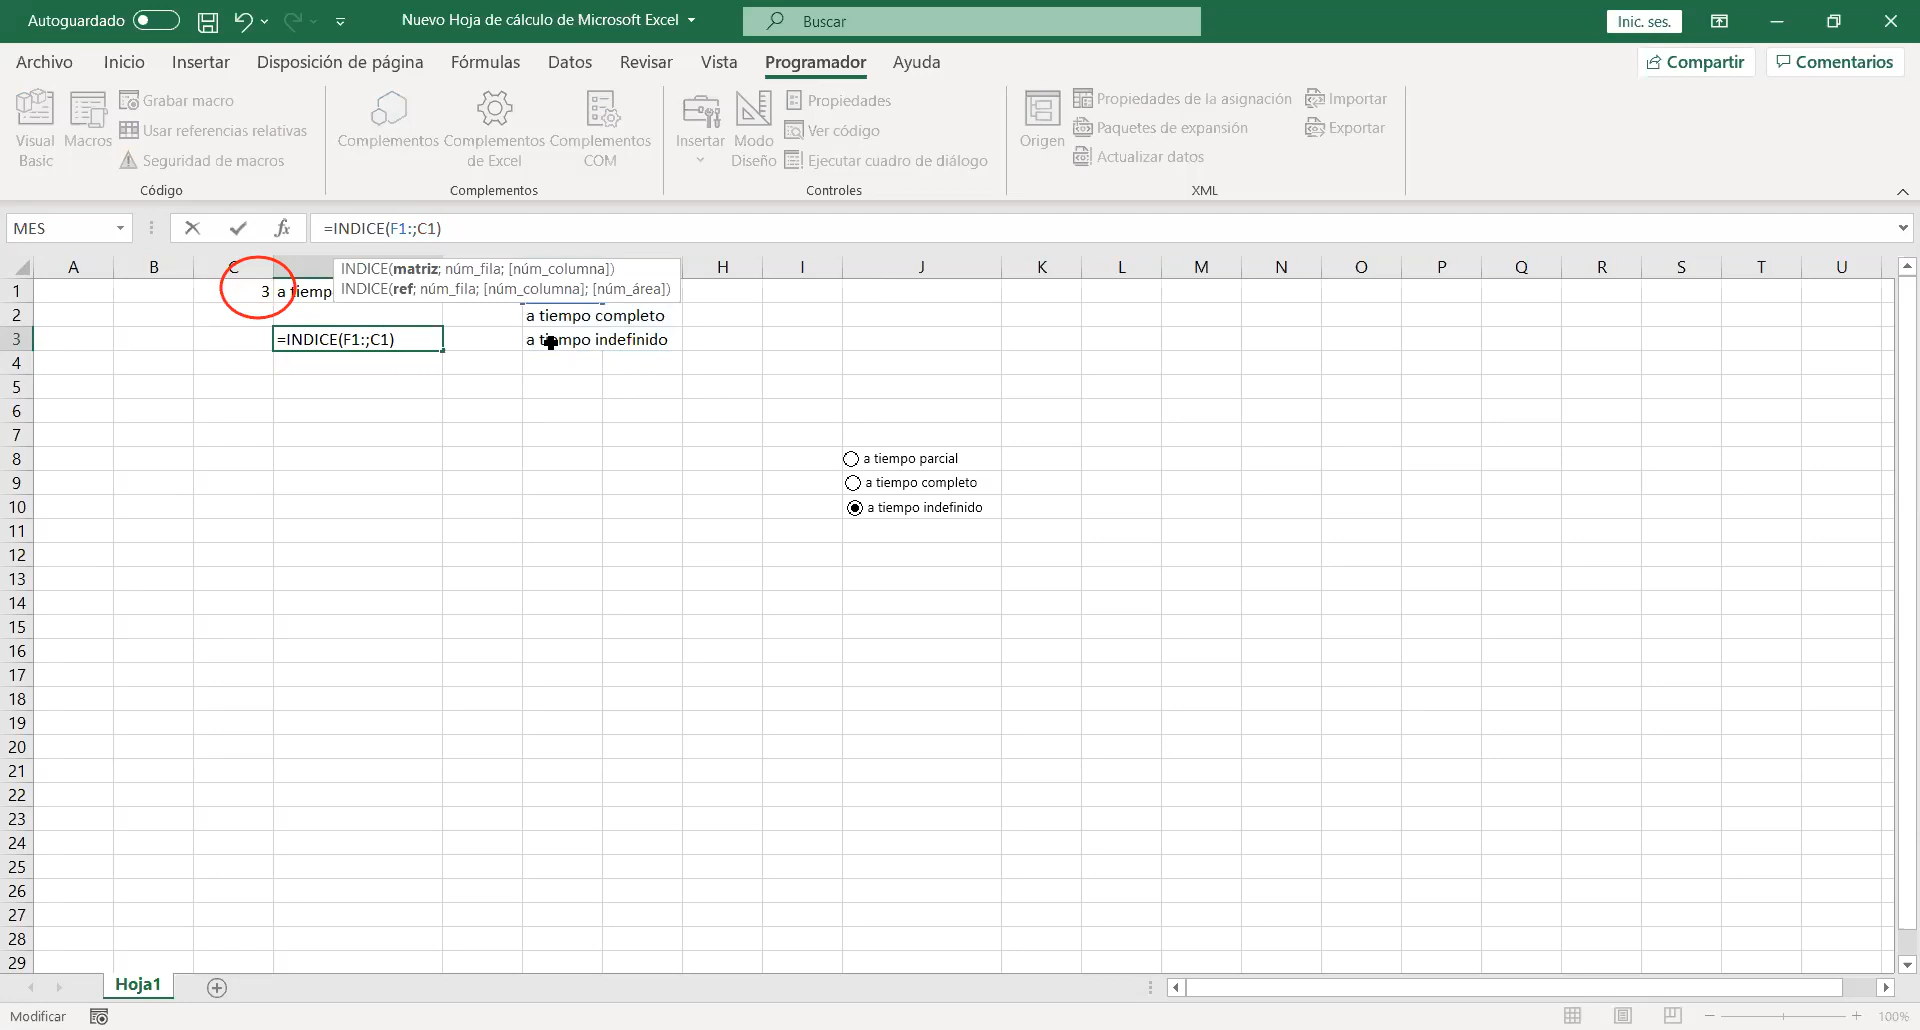 Autoguardado
Nuevo Hoja de cálculo de Microsoft Excel
Buscar
Inic. ses.
Archivo Inicio Insertar Disposición de página Fórmulas Datos Revisar Vista Programador Ayuda
Compartir Comentarios
Visual Basic
Macros
Grabar macro
Usar referencias relativas
Seguridad de macros
Código
Complementos
Complementos de Excel
Complementos COM
Complementos
Insertar
Modo Diseño
Propiedades
Ver código
Ejecutar cuadro de diálogo
Controles
Origen
Propiedades de la asignación
Paquetes de expansión
Actualizar datos
Importar
Exportar
XML
MES
fx
=INDICE(F1:;C1)
A B C H I J K L M N O P Q R S T U
INDICE(matriz; núm_fila; [núm_columna])
INDICE(ref; núm_fila; [núm_columna]; [núm_área])
1 3 a tiemp
2 a tiempo completo
3 =INDICE(F1:;C1) a tiempo indefinido
4
5
6
7
8 a tiempo parcial
9 a tiempo completo
10 a tiempo indefinido
11
12
13
14
15
16
17
18
19
20
21
22
23
24
25
26
27
28
29
Hoja1
Modificar
100%